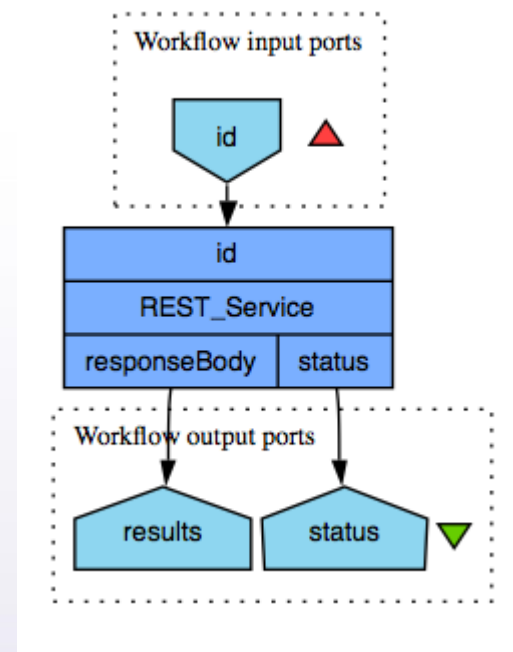 Workflow input ports
id
id
REST_Service
responseBody status
Workflow output ports
results status